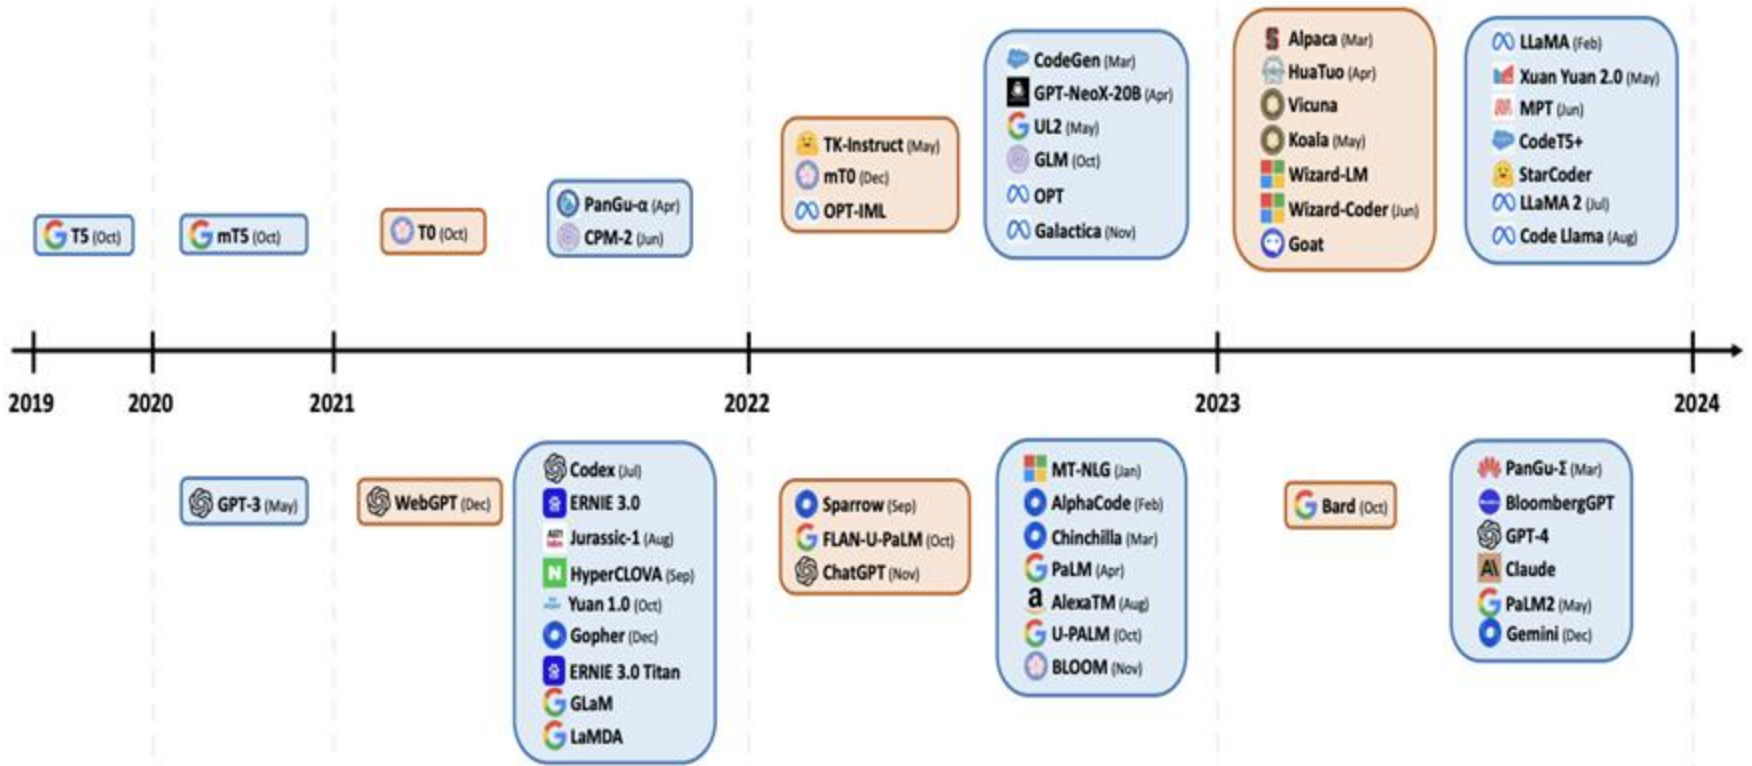 T5 (Oct)
mT5 (Oct)
T0 (Oct)
PanGu-α (Apr)
CPM-2 (Jun)
TK-Instruct (May)
mT0 (Dec)
OPT-IML
CodeGen (Mar)
GPT-NeoX-20B (Apr)
UL2 (May)
GLM (Oct)
OPT
Galactica (Nov)
Alpaca (Mar)
HuaTuo (Apr)
Vicuna
Koala (May)
Wizard-LM
Wizard-Coder (Jun)
Goat
LLaMA (Feb)
Xuan Yuan 2.0 (May)
MPT (Jun)
CodeT5+
StarCoder
LLaMA 2 (Jul)
Code Llama (Aug)
2019
2020
2021
2022
2023
2024
GPT-3 (May)
WebGPT (Dec)
Codex (Jul)
ERNIE 3.0
Jurassic-1 (Aug)
HyperCLOVA (Sep)
Yuan 1.0 (Oct)
Gopher (Dec)
ERNIE 3.0 Titan
GLaM
LaMDA
Sparrow (Sep)
FLAN-U-PaLM (Oct)
ChatGPT (Nov)
MT-NLG (Jan)
AlphaCode (Feb)
Chinchilla (Mar)
PaLM (Apr)
AlexaTM (Aug)
U-PALM (Oct)
BLOOM (Nov)
Bard (Oct)
PanGu-Σ (Mar)
BloombergGPT
GPT-4
Claude
PaLM2 (May)
Gemini (Dec)